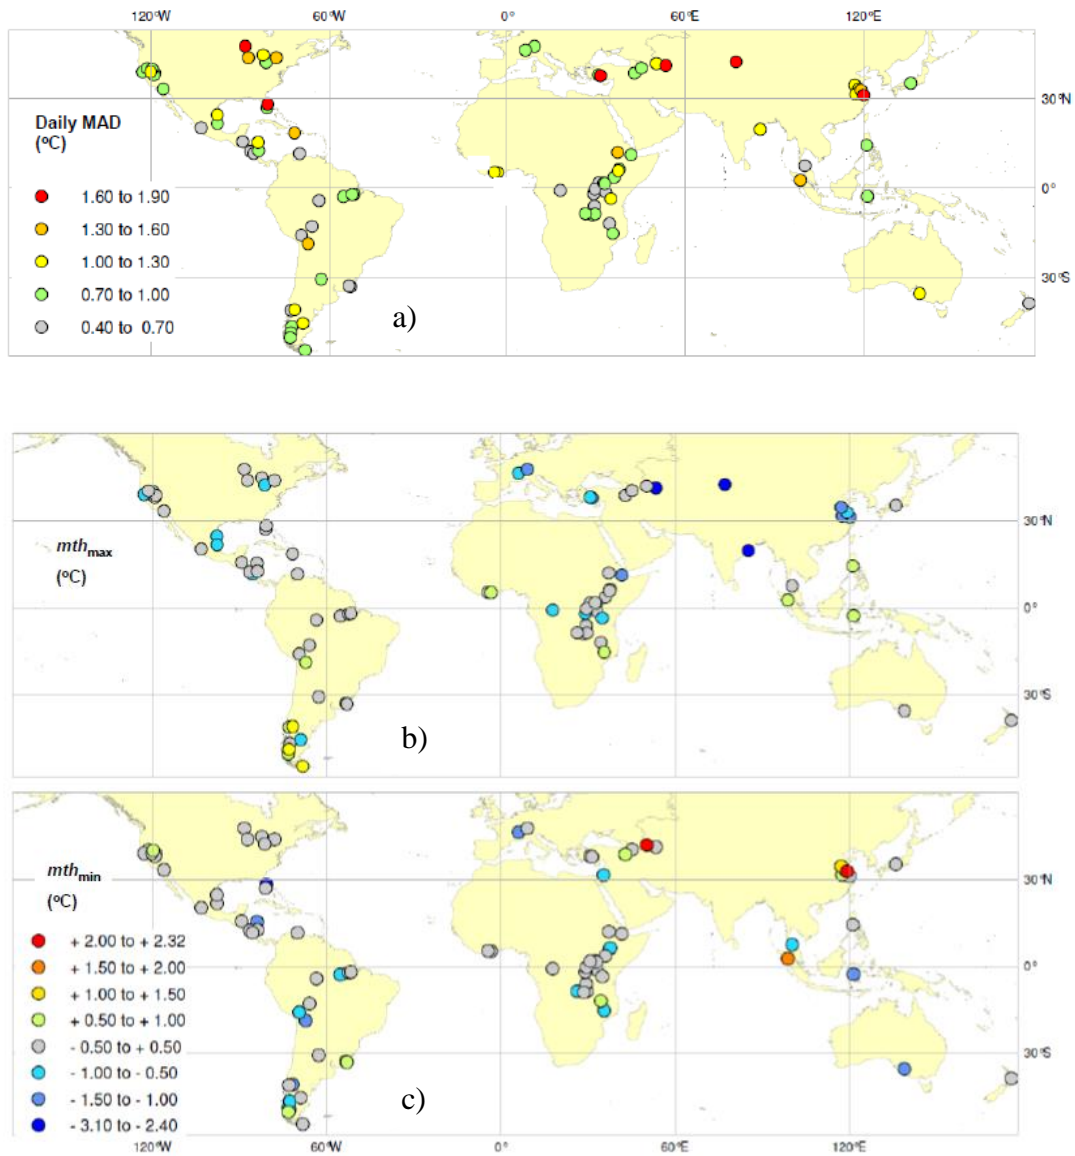 120°W 60°W 0° 60°E 120°E
30°N
Daily MAD
(ºC)
1.60 to 1.90
0°
1.30 to 1.60
1.00 to 1.30
0.70 to 1.00
30°S
0.40 to 0.70
a)
30°N
mthmax
(ºC)
0°
30°S
b)
mthmin
(ºC)
30°N
+ 2.00 to + 2.32
+ 1.50 to + 2.00
0°
+ 1.00 to + 1.50
+ 0.50 to + 1.00
- 0.50 to + 0.50
30°S
- 1.00 to - 0.50
- 1.50 to - 1.00
c)
- 3.10 to - 2.40
120°W 60°W 0° 60°E 120°E